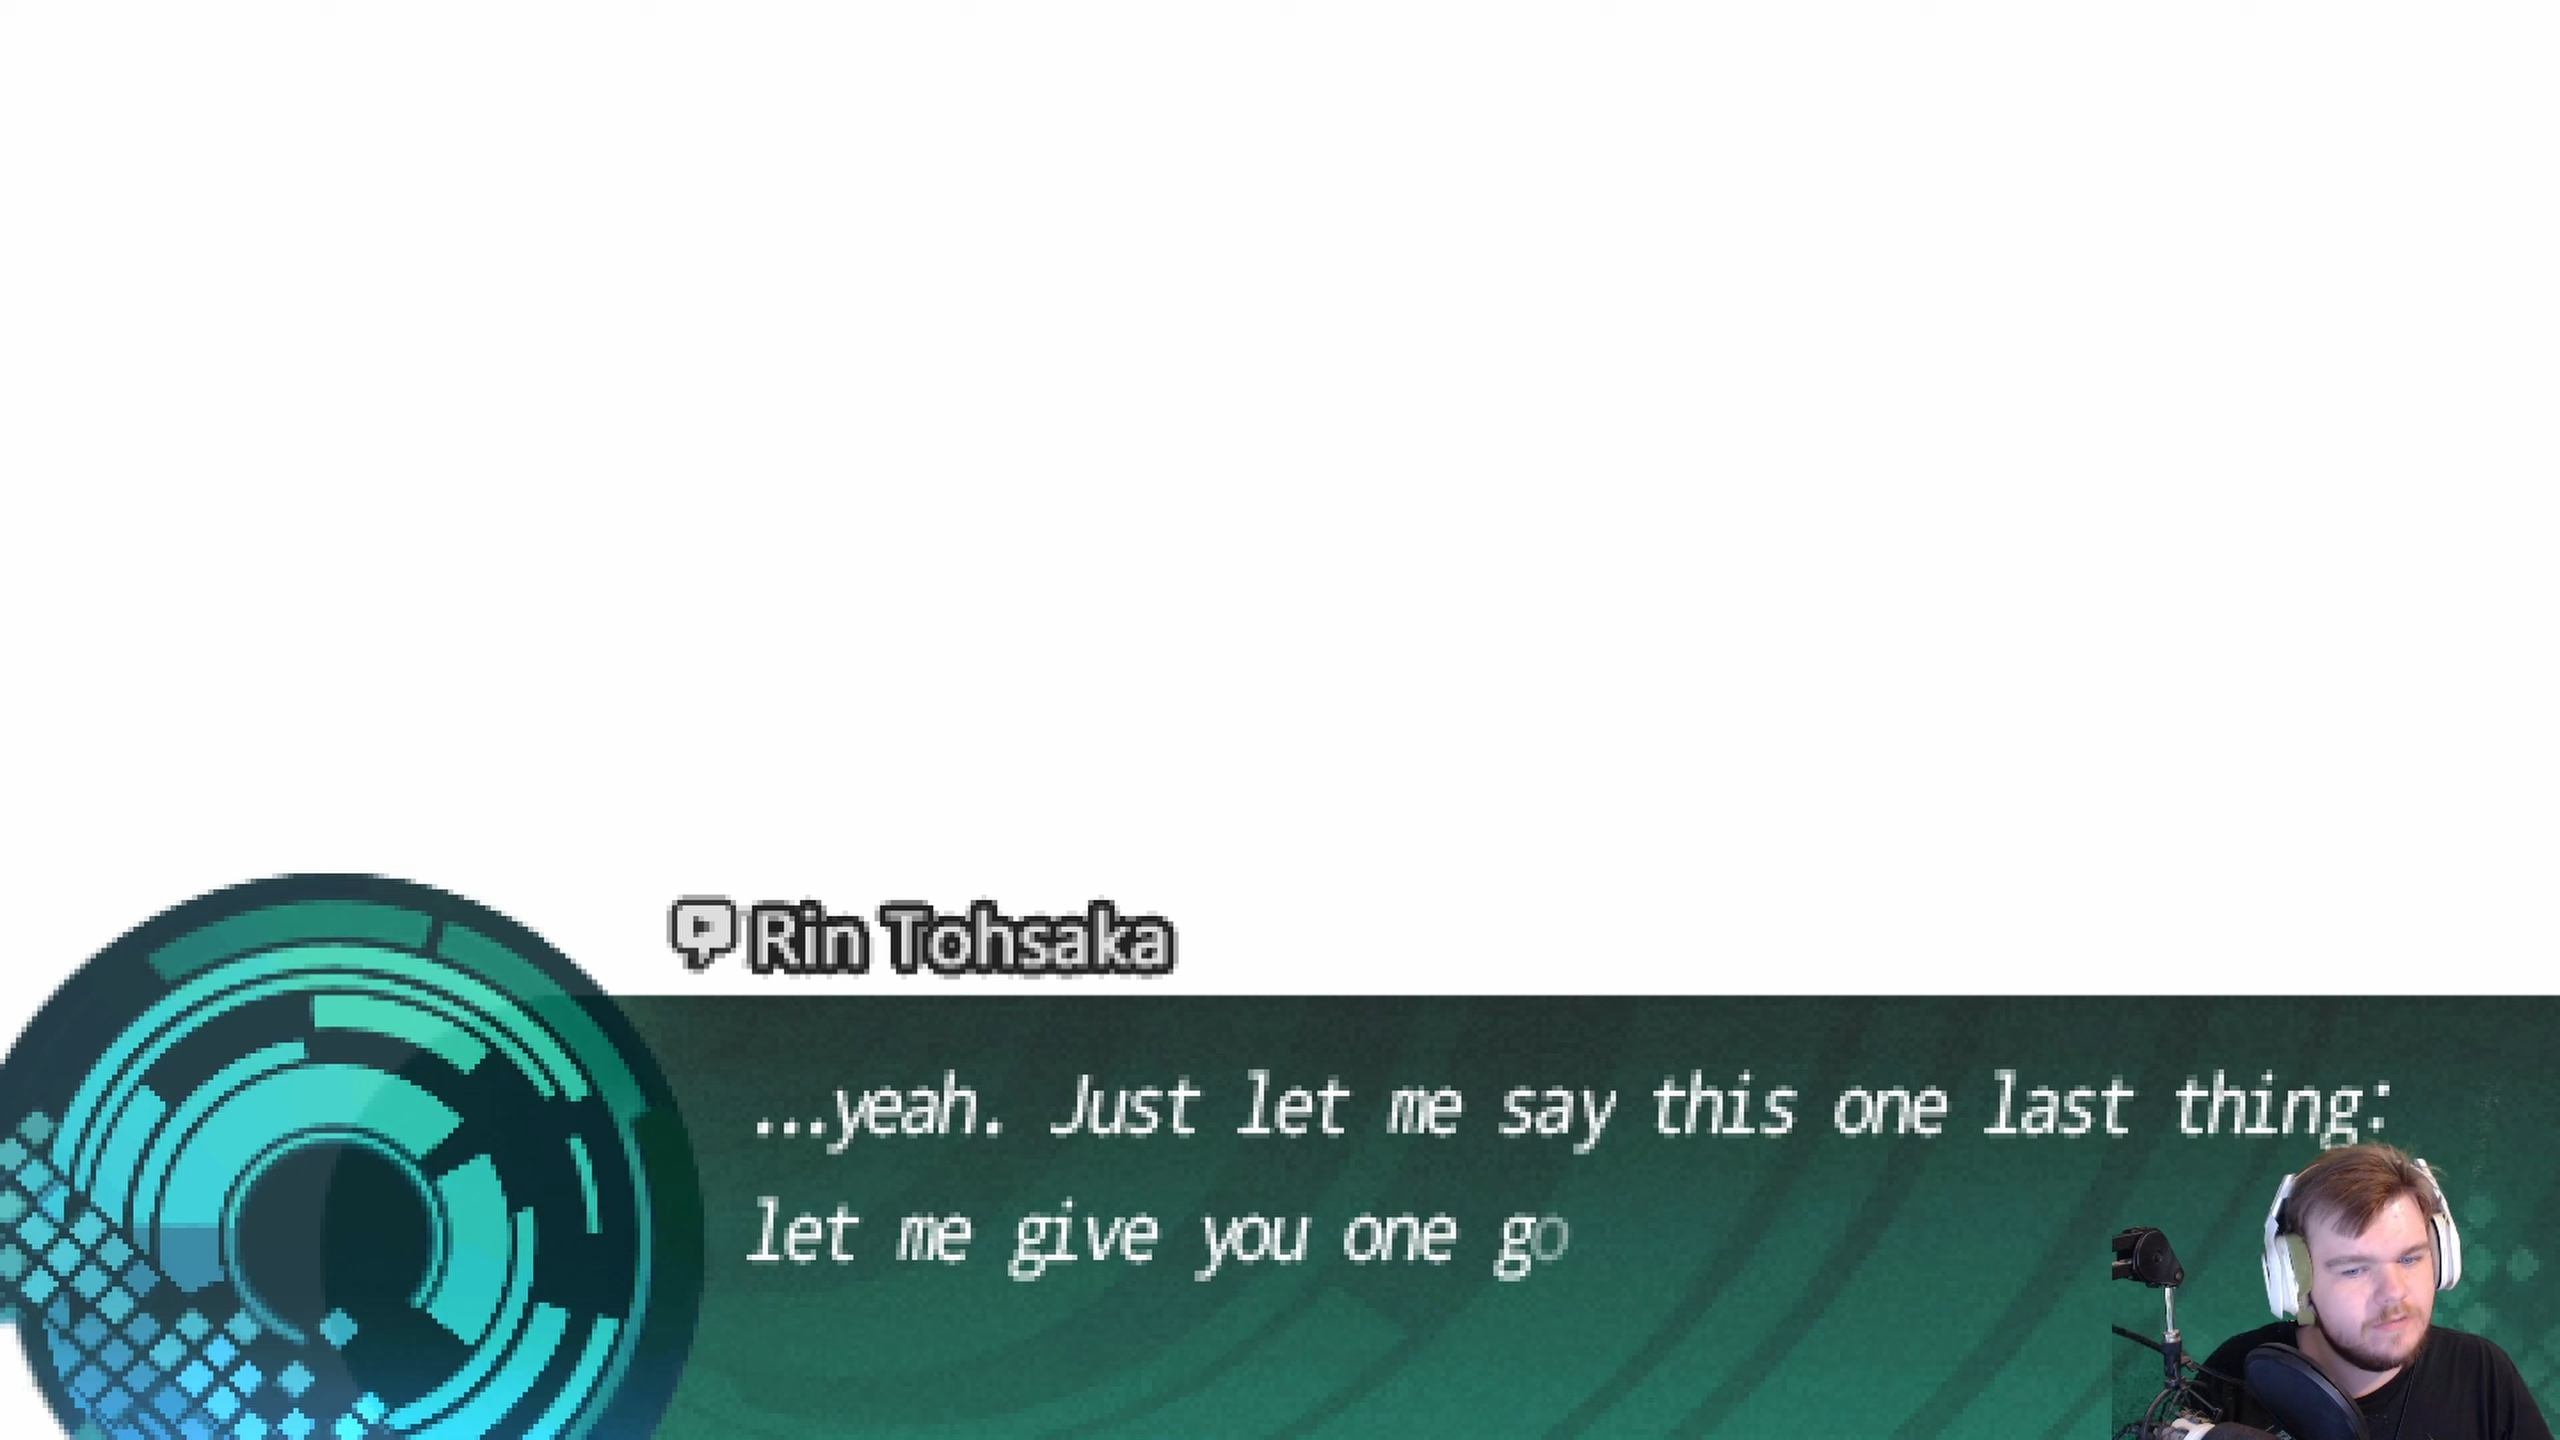 Rin Tohsaka
...yeah. Just let me say this one last thing:
let me give you one go